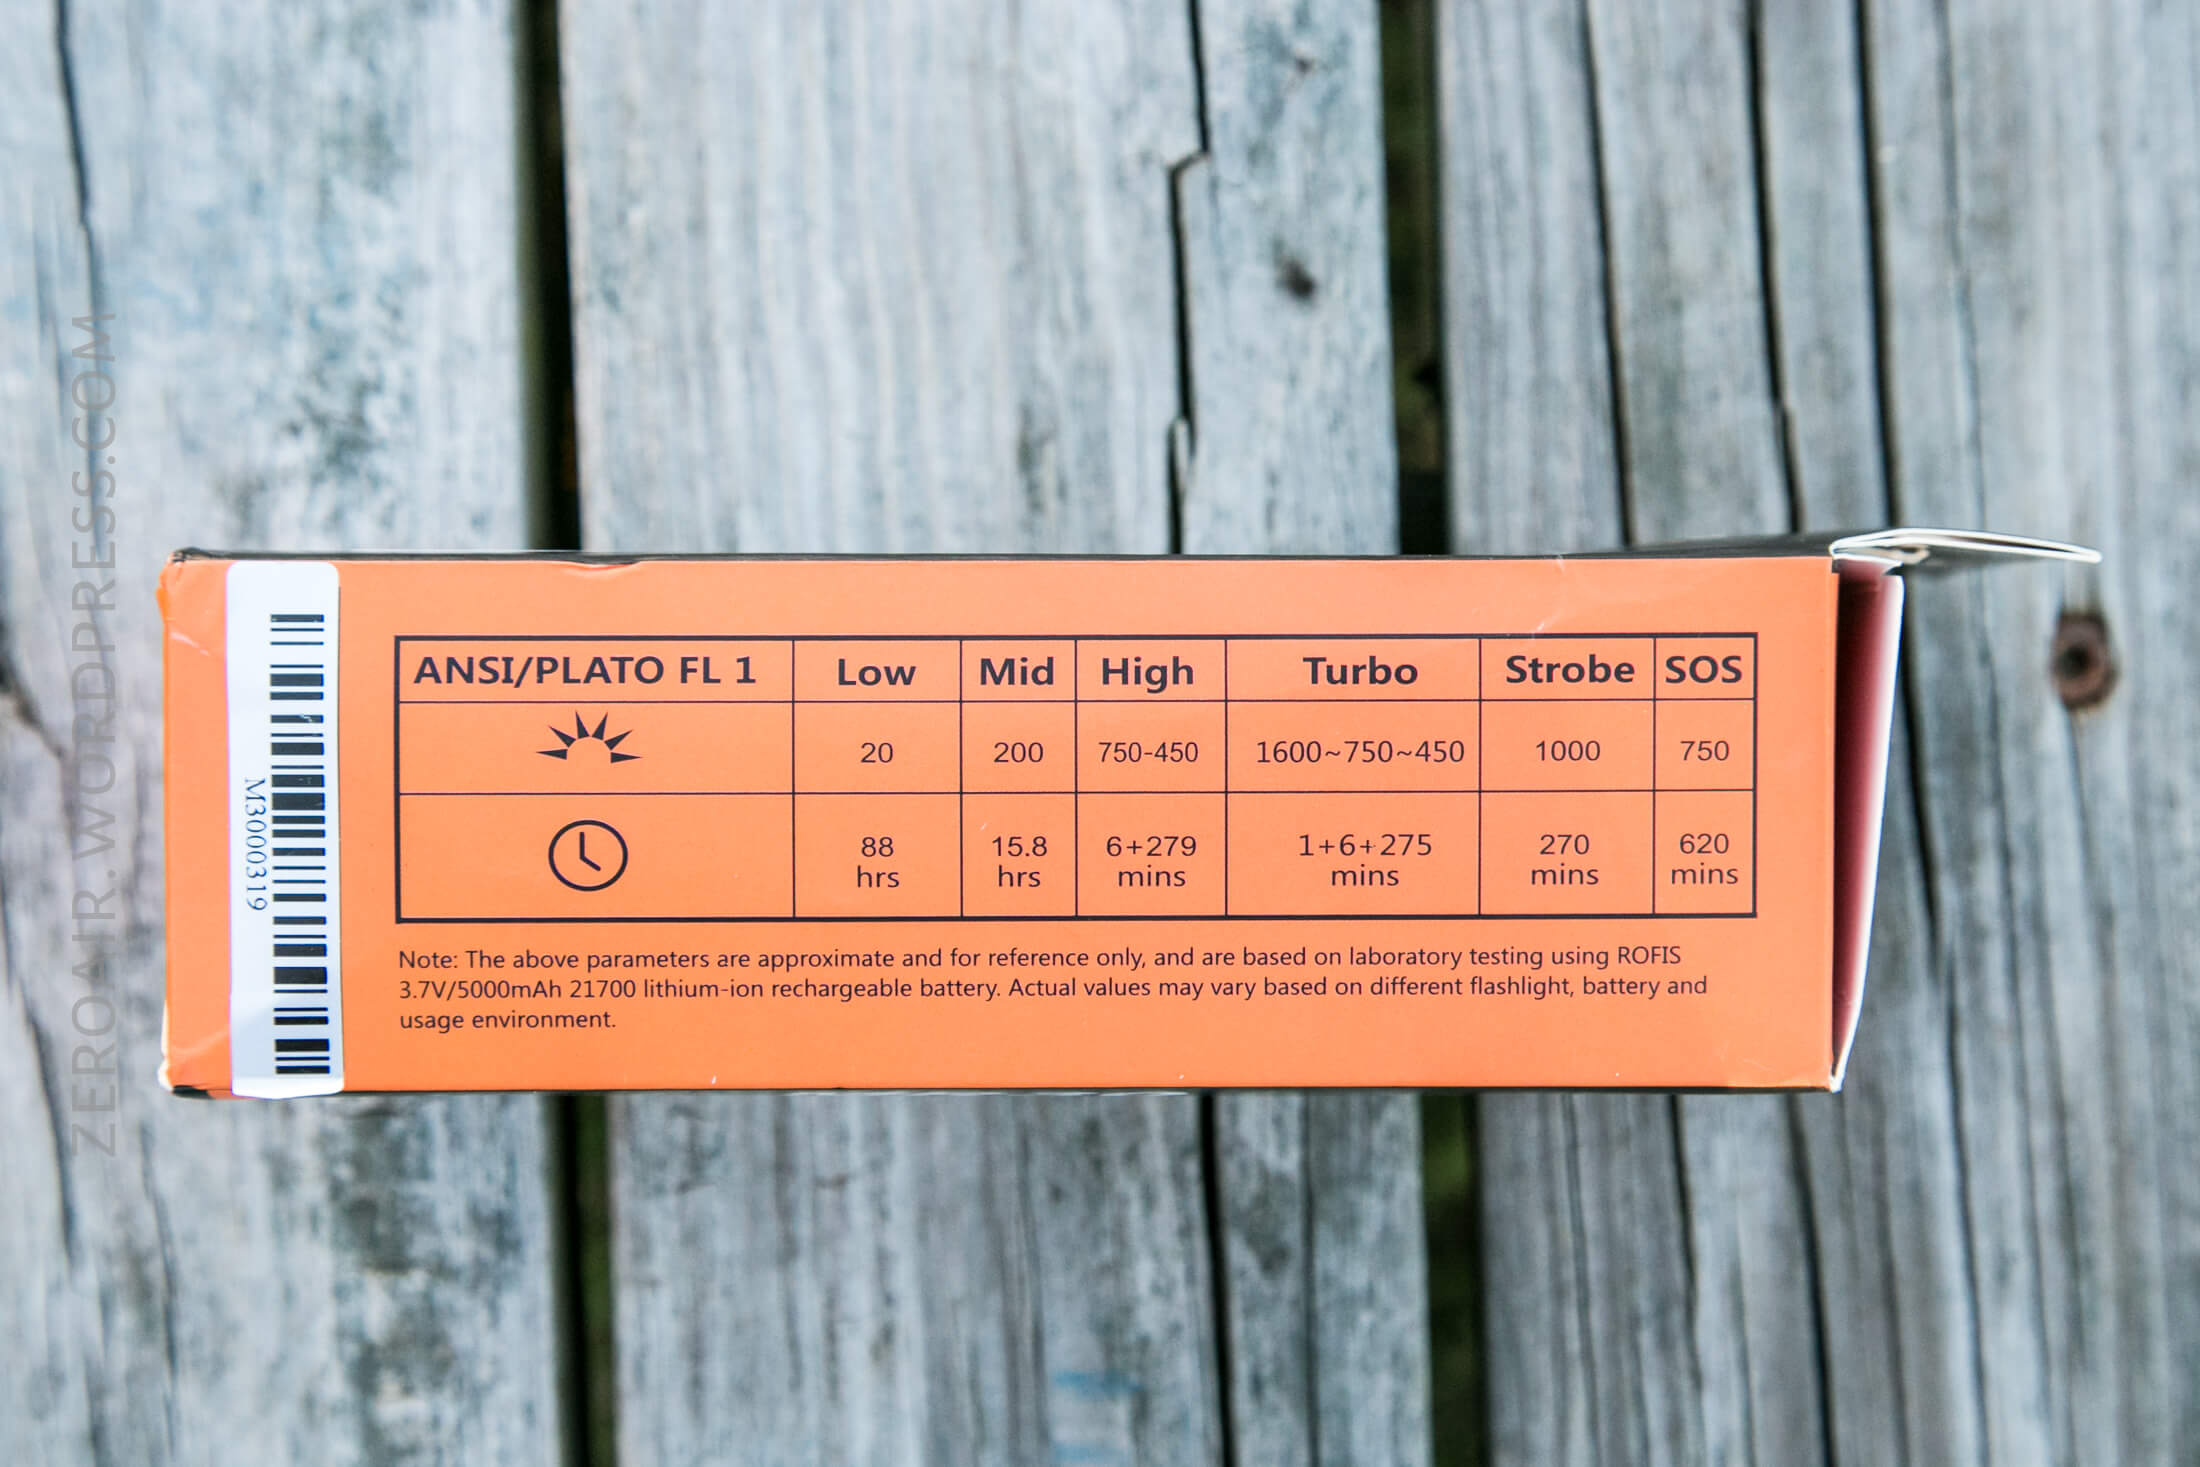 ZEROAIR.WORDPRESS.COM
M3000319
ANSI/PLATO FL 1 Low Mid High Turbo Strobe SOS
20 200 750-450 1600~750~450 1000 750
88 hrs 15.8 hrs 6+279 mins 1+6+275 mins 270 mins 620 mins
Note: The above parameters are approximate and for reference only, and are based on laboratory testing using ROFIS
3.7V/5000mAh 21700 lithium-ion rechargeable battery. Actual values may vary based on different flashlight, battery and
usage environment.